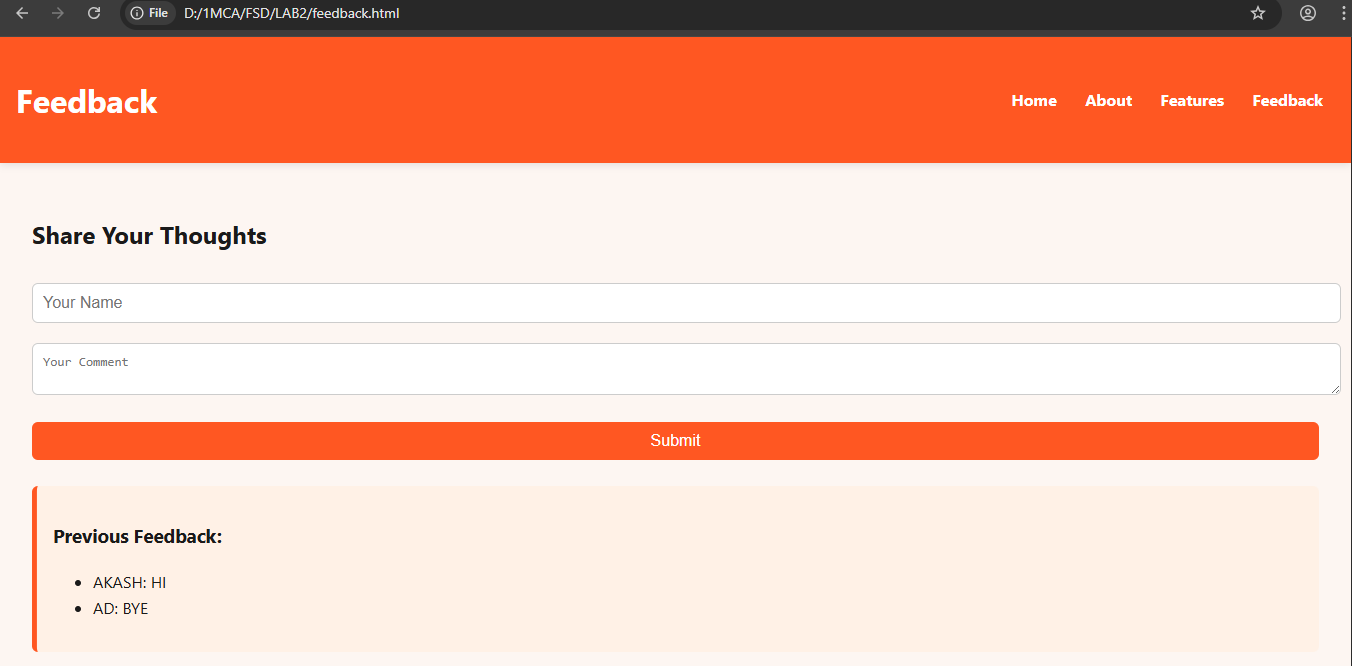 File D:/1MCA/FSD/LAB2/feedback.html
Feedback Home About Features Feedback
Share Your Thoughts
Your Name
Your Comment
Submit
Previous Feedback:
• AKASH: HI
• AD: BYE